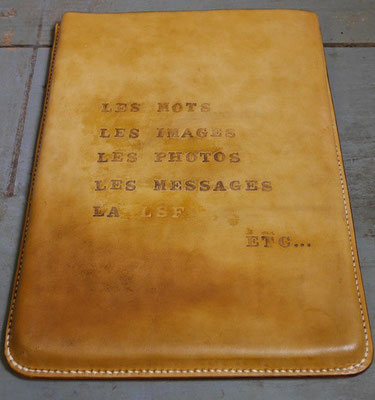 LES MOTS
LES IMAGES
LES PHOTOS
LES MESSAGES
LA LSF
ETC...